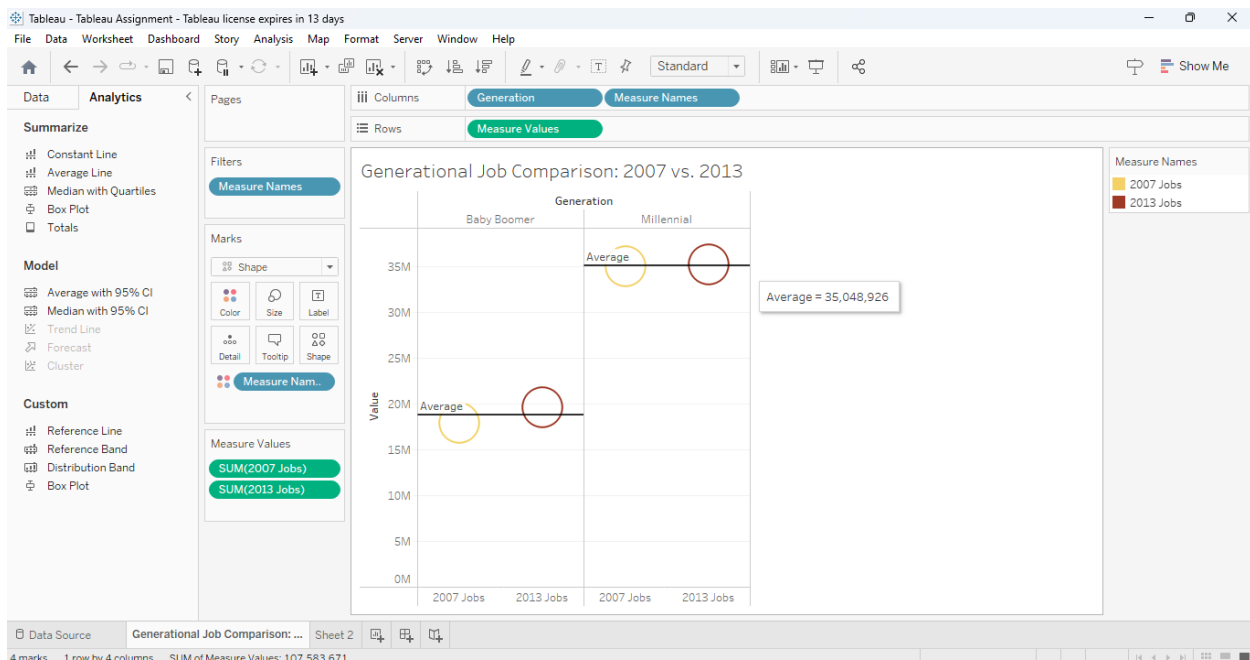 Tableau - Tableau Assignment - Tableau license expires in 13 days
File Data Worksheet Dashboard Story Analysis Map Format Server Window Help
Standard
Show Me
Data Analytics
Summarize
Constant Line
Average Line
Median with Quartiles
Box Plot
Totals
Model
Average with 95% CI
Median with 95% CI
Trend Line
Forecast
Cluster
Custom
Reference Line
Reference Band
Distribution Band
Box Plot
Pages
Filters
Measure Names
Marks
Shape
Color Size Label
Detail Tooltip Shape
Measure Nam..
Measure Values
SUM(2007 Jobs)
SUM(2013 Jobs)
Columns Generation Measure Names
Rows Measure Values
Generational Job Comparison: 2007 vs. 2013
Generation
Baby Boomer Millennial
Value
35M
30M
25M
20M
15M
10M
5M
0M
Average
Average
Average = 35,048,926
2007 Jobs 2013 Jobs 2007 Jobs 2013 Jobs
Measure Names
2007 Jobs
2013 Jobs
Data Source Generational Job Comparison: ... Sheet 2
4 marks 1 row by 4 columns SUM of Measure Values: 107,583,671